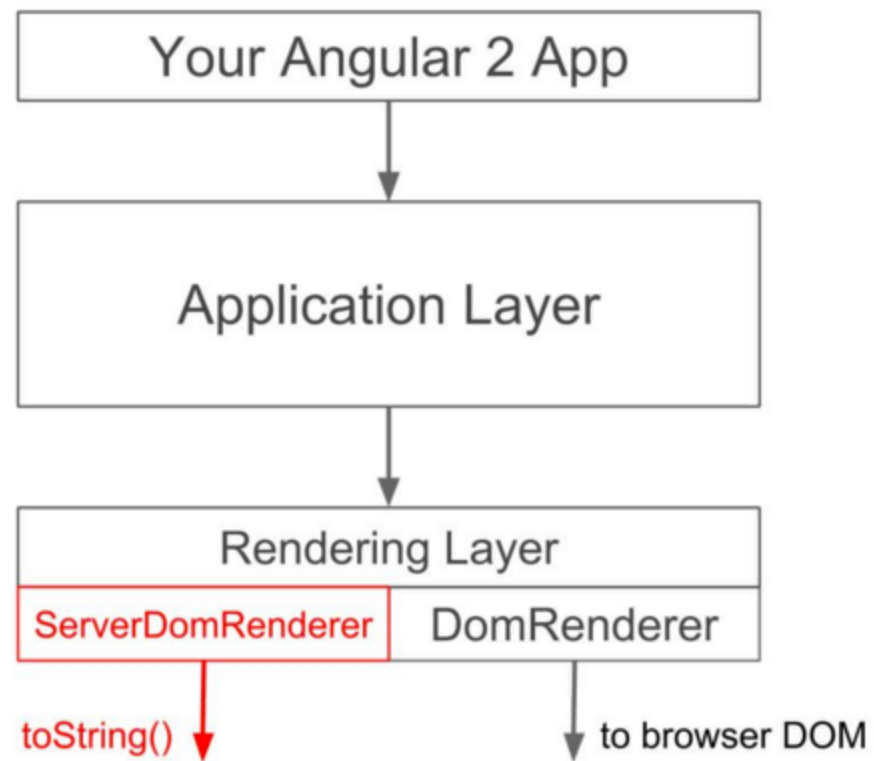 Your Angular 2 App
Application Layer
Rendering Layer
ServerDomRenderer
DomRenderer
toString()
to browser DOM